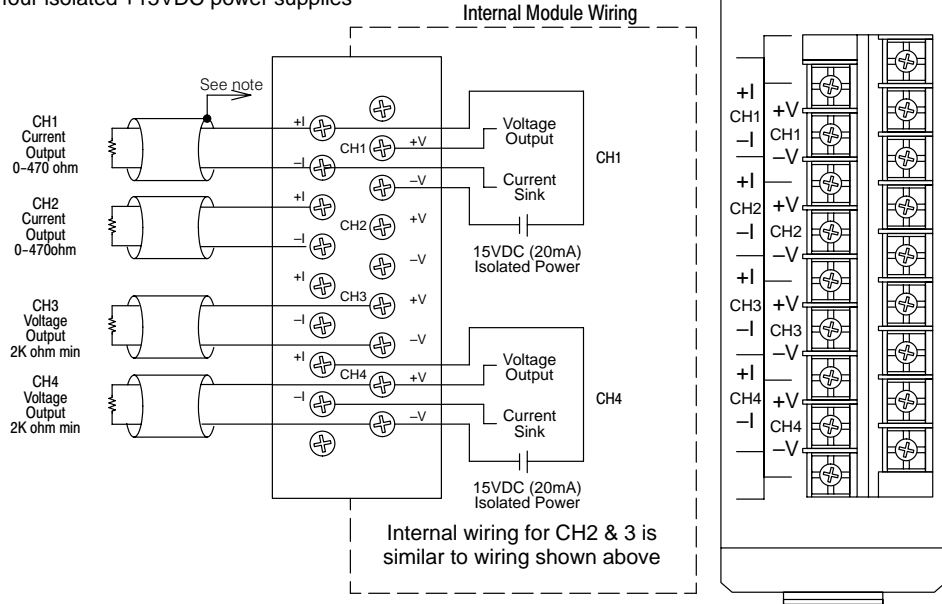 four isolated +15VDC power supplies
Internal Module Wiring
See note
CH1
Current
Output
0–470 ohm
CH2
Current
Output
0–470ohm
CH3
Voltage
Output
2K ohm min
CH4
Voltage
Output
2K ohm min
+I
CH1
+V
–I
–V
+I
CH2
+V
–I
–V
+I
CH3
+V
–I
–V
+I
CH4
+V
–I
–V
Voltage
Output
CH1
Current
Sink
15VDC (20mA)
Isolated Power
Voltage
Output
CH4
Current
Sink
15VDC (20mA)
Isolated Power
Internal wiring for CH2 & 3 is
similar to wiring shown above
+I
CH1
–I
+I
CH2
–I
+I
CH3
–I
+I
CH4
–I
+V
CH1
–V
+V
CH2
–V
+V
CH3
–V
+V
CH4
–V